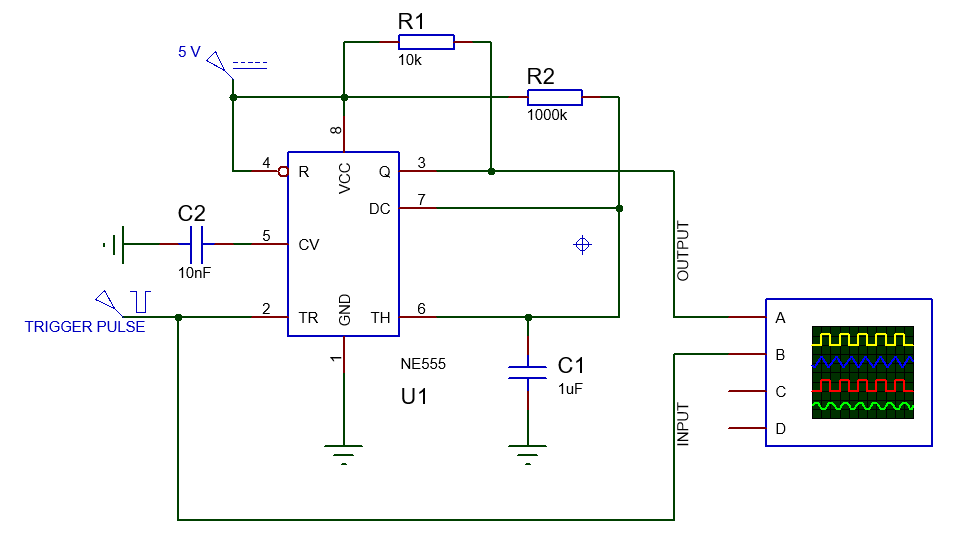 R1
10k
5 V
R2
1000k
8
4
R
VCC
Q
3
DC
7
C2
10nF
5
CV
OUTPUT
TRIGGER PULSE
2
TR
GND
TH
6
1
NE555
U1
C1
1uF
A
B
C
D
INPUT